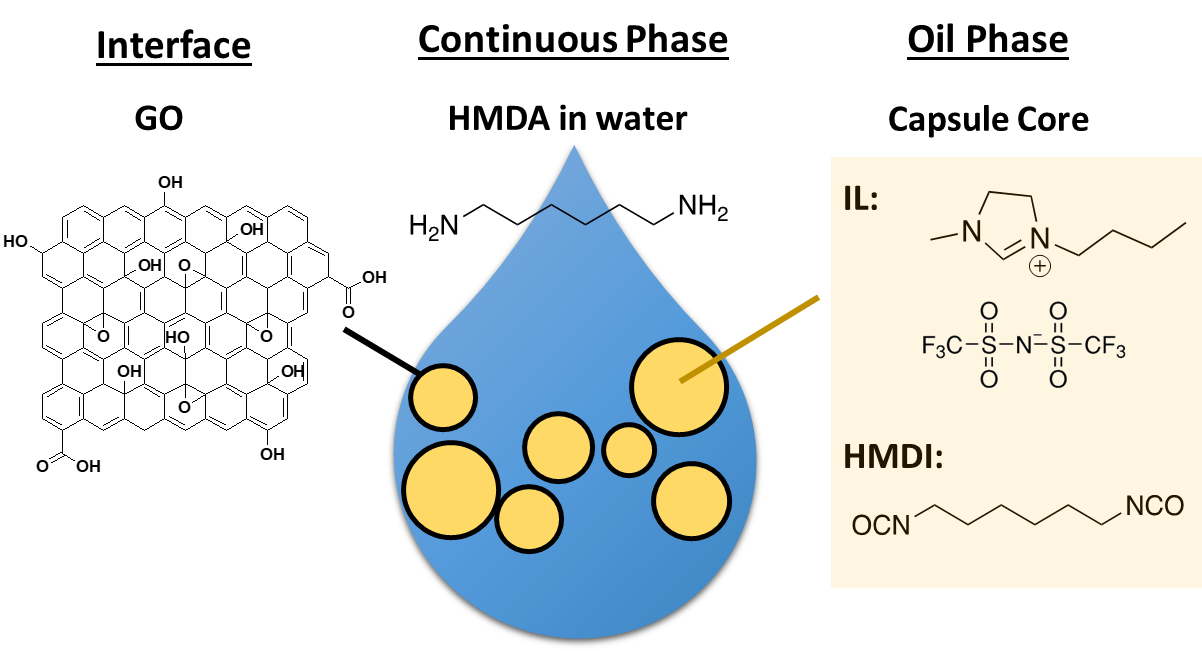 Interface
Continuous Phase
Oil Phase
GO
HMDA in water
Capsule Core
OH
HO
OH
OH
O
OH
O
O
HO
O
OH
OH
O
O
OH
OH
H₂N
NH₂
IL:
N
N
+
O
O
F₃C
S
N⁻
S
CF₃
O
O
HMDI:
OCN
NCO